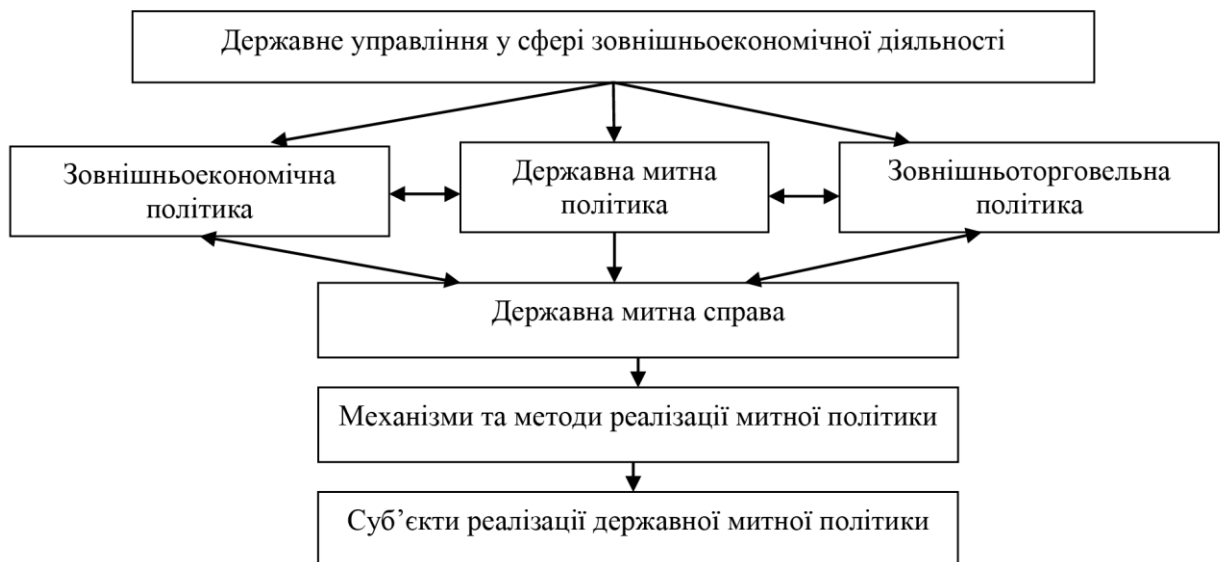 Державне управління у сфері зовнішньоекономічної діяльності
Зовнішньоекономічна
політика
Державна митна
політика
Зовнішньоторговельна
політика
Державна митна справа
Механізми та методи реалізації митної політики
Суб’єкти реалізації державної митної політики